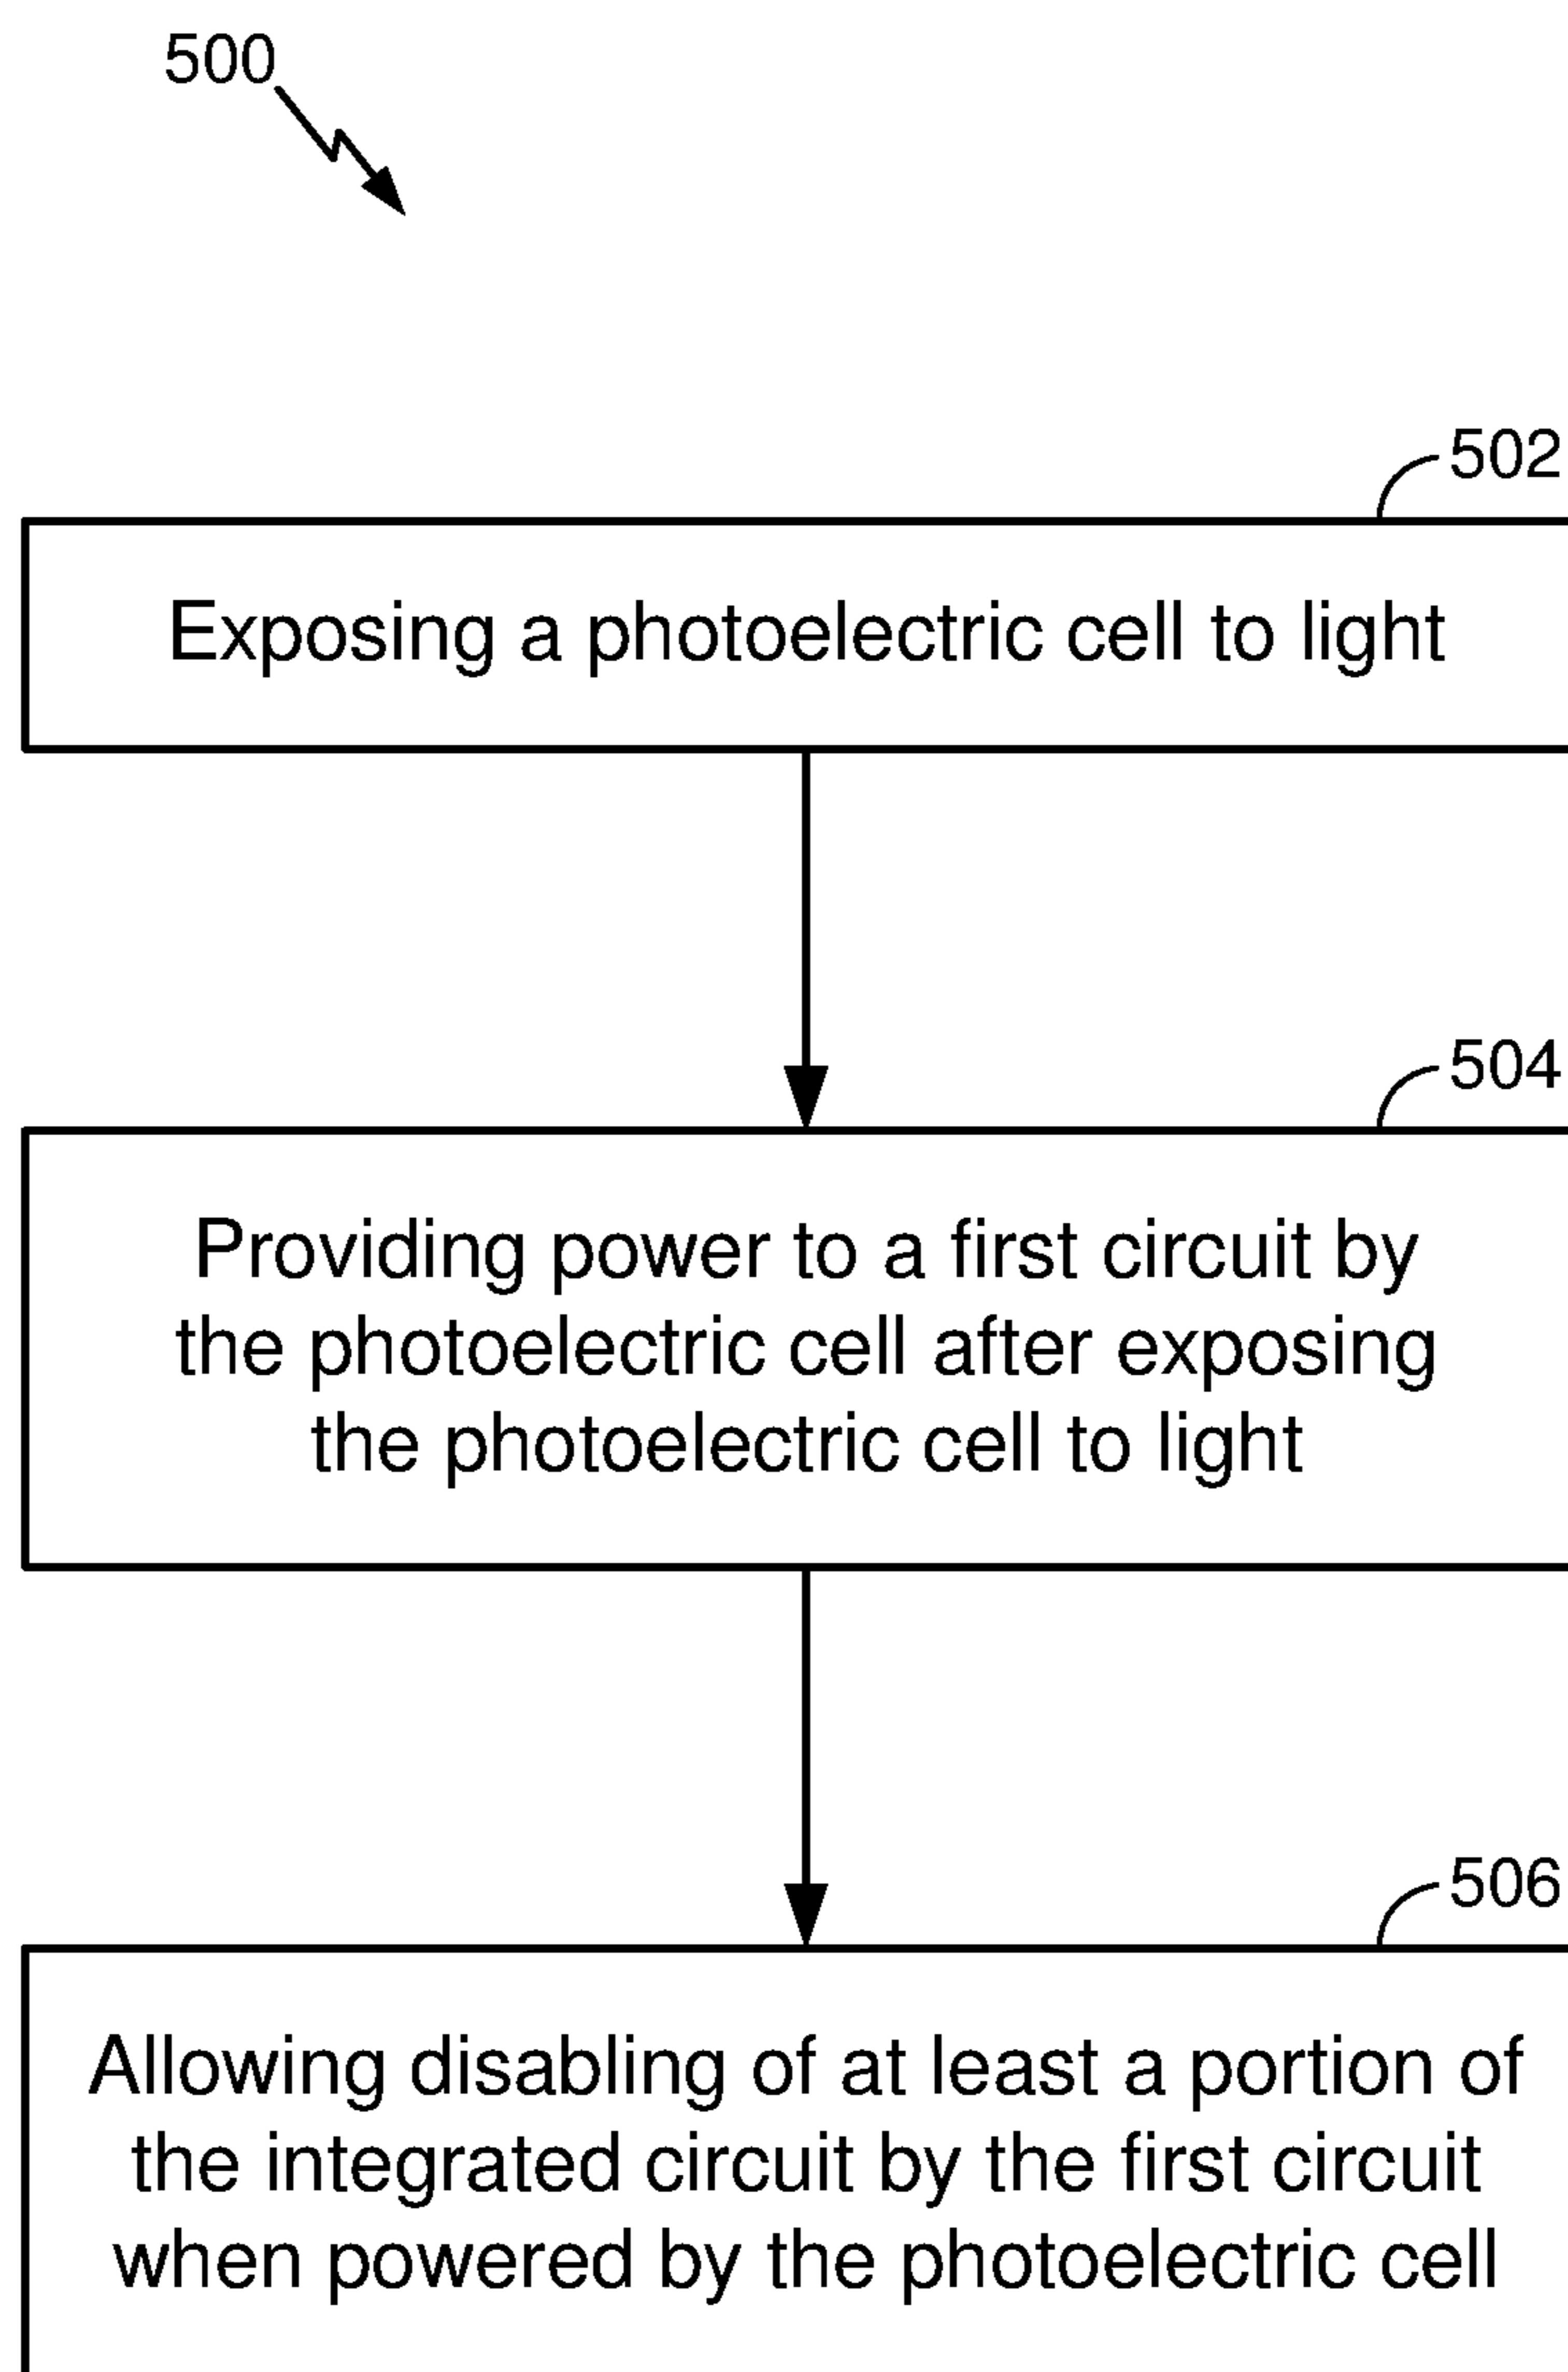 500
502
Exposing a photoelectric cell to light
504
Providing power to a first circuit by
the photoelectric cell after exposing
the photoelectric cell to light
506
Allowing disabling of at least a portion of
the integrated circuit by the first circuit
when powered by the photoelectric cell